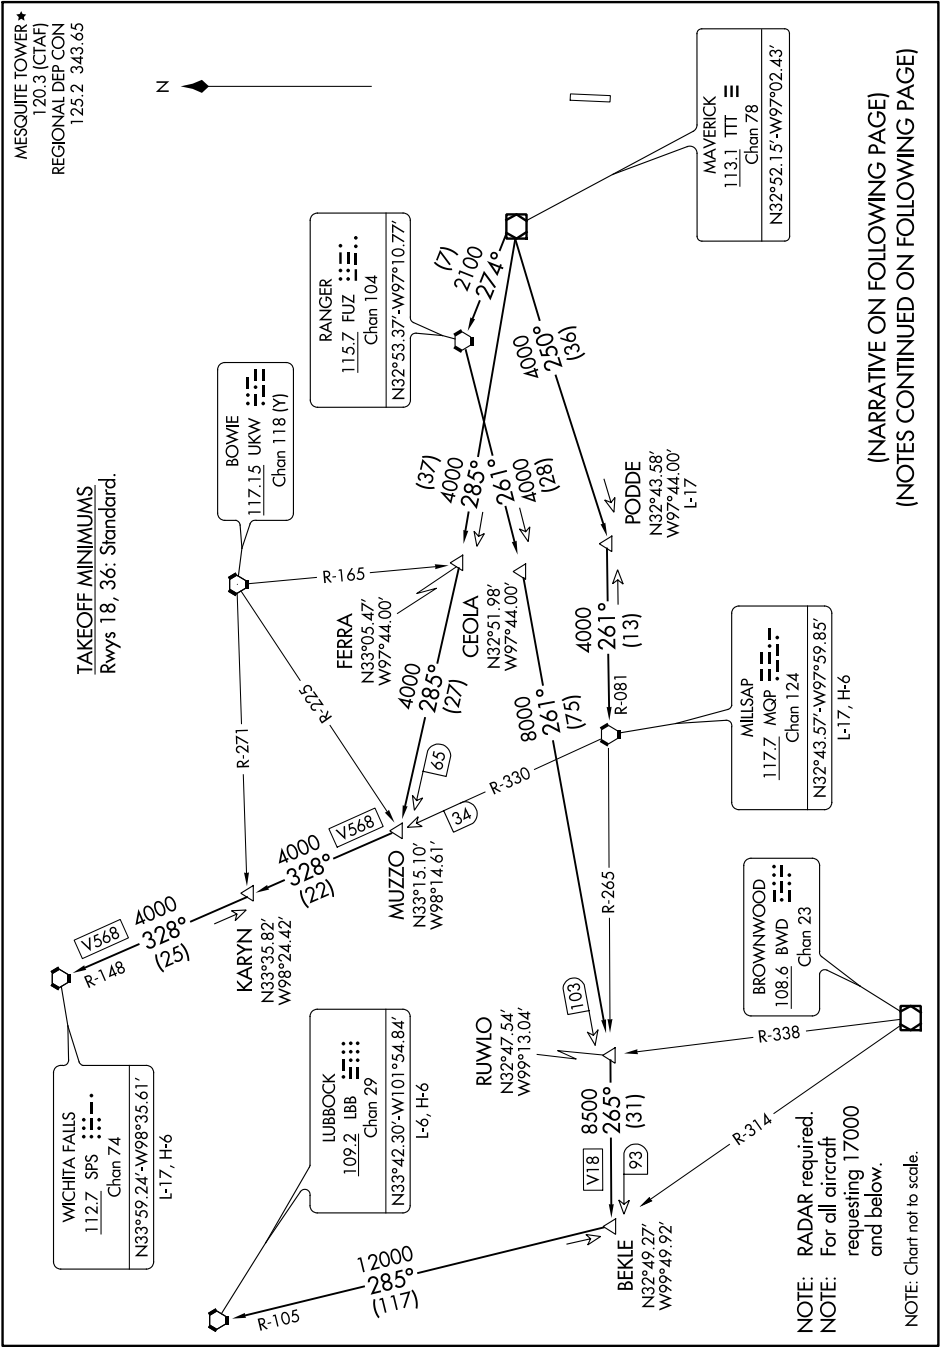 MESQUITE TOWER★
120.3 (CTAF)
REGIONAL DEP CON
125.2 343.65
N
TAKEOFF MINIMUMS
Rwys 18, 36: Standard.
WICHITA FALLS
112.7 SPS
Chan 74
N33°59.24′-W98°35.61′
L-17, H-6
V568
4000
328°
(25)
R-148
KARYN
N33°35.82′
W98°24.42′
4000
328°
(22)
V568
R-271
R-225
R-165
BOWIE
117.15 UKW
Chan 118 (Y)
RANGER
115.7 FUZ
Chan 104
N32°53.37′-W97°10.77′
(7)
2100
274°
MAVERICK
113.1 TTT
Chan 78
N32°52.15′-W97°02.43′
LUBBOCK
109.2 LBB
Chan 29
N33°42.30′-W101°54.84′
L-6, H-6
R-105
12000
285°
(117)
MUZZO
N33°15.10′
W98°14.61′
65
34
R-330
4000
285°
(27)
FERRA
N33°05.47′
W97°44.00′
(37)
4000
285°
261°
4000
(28)
CEOLA
N32°51.98′
W97°44.00′
8000
261°
(75)
4000
250°
(36)
PODDE
N32°43.58′
W97°44.00′
L-17
4000
261°
(13)
R-081
R-265
MILLSAP
117.7 MQP
Chan 124
N32°43.57′-W97°59.85′
L-17, H-6
RUWLO
N32°47.54′
W99°13.04′
103
8500
265°
(31)
V18
93
BEKLE
N32°49.27′
W99°49.92′
BROWNWOOD
108.6 BWD
Chan 23
R-338
R-314
NOTE: RADAR required.
NOTE: For all aircraft
requesting 17000
and below.
NOTE: Chart not to scale.
(NARRATIVE ON FOLLOWING PAGE)
(NOTES CONTINUED ON FOLLOWING PAGE)